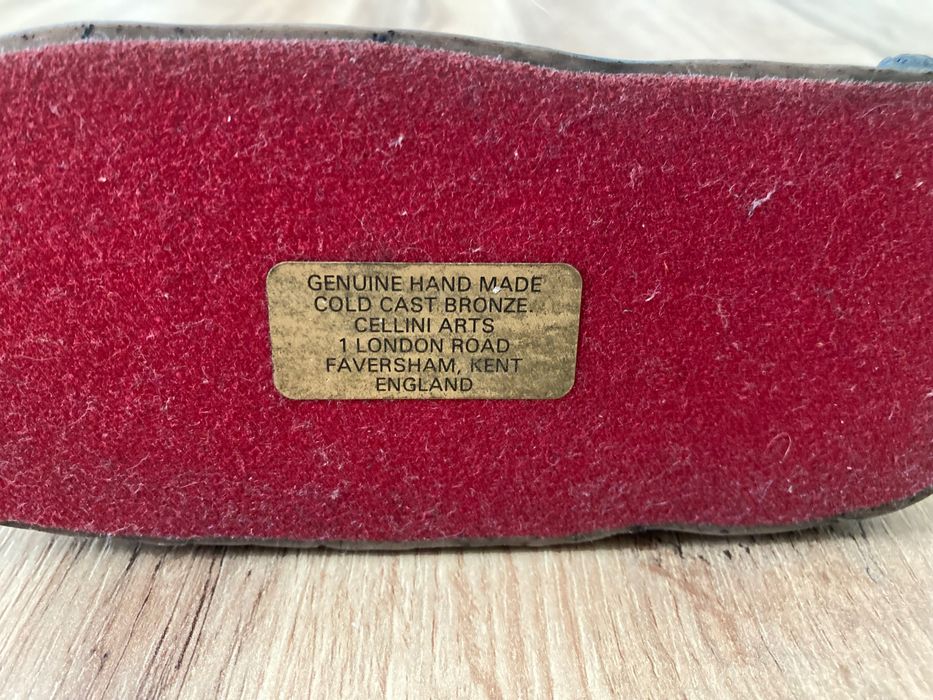 GENUINE HAND MADE
COLD CAST BRONZE.
CELLINI ARTS
1 LONDON ROAD
FAVERSHAM, KENT
ENGLAND